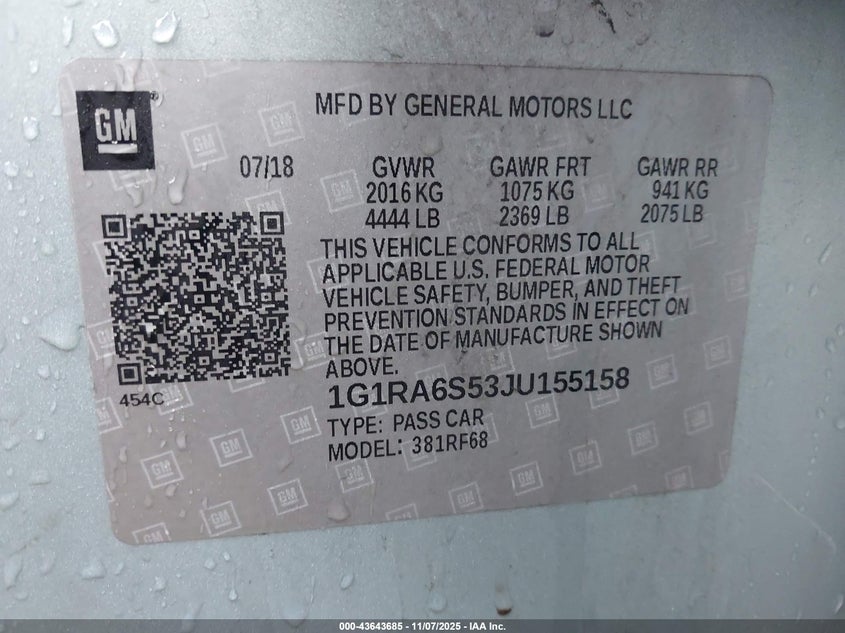 GM
MFD BY GENERAL MOTORS LLC
07/18 GVWR GAWR FRT GAWR RR
2016 KG 1075 KG 941 KG
4444 LB 2369 LB 2075 LB
THIS VEHICLE CONFORMS TO ALL
APPLICABLE U.S. FEDERAL MOTOR
VEHICLE SAFETY, BUMPER, AND THEFT
PREVENTION STANDARDS IN EFFECT ON
THE DATE OF MANUFACTURE SHOWN
ABOVE.
454C
1G1RA6S53JU155158
TYPE: PASS CAR
MODEL: 381RF68
000-43643685 - 11/07/2025 - IAA Inc.